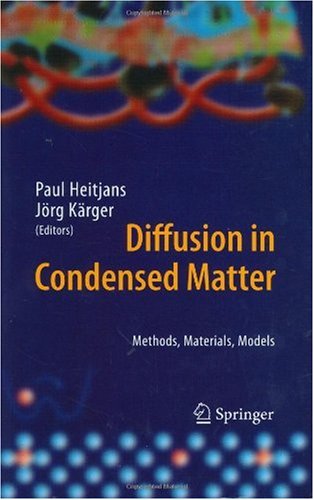 Paul Heitjans
Jörg Kärger
(Editors)
Diffusion in
Condensed Matter
Methods, Materials, Models
Springer